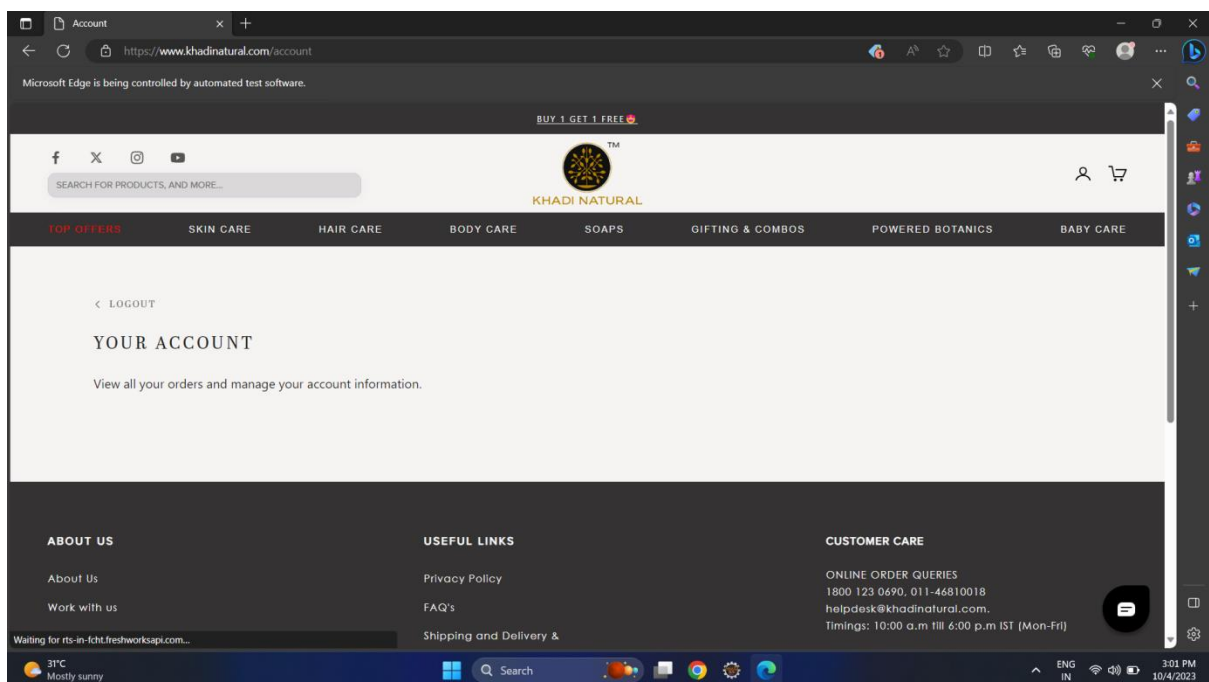 Account
https://www.khadinatural.com/account
Microsoft Edge is being controlled by automated test software.
BUY 1 GET 1 FREE
SEARCH FOR PRODUCTS, AND MORE...
TM
KHADI NATURAL
TOP OFFERS SKIN CARE HAIR CARE BODY CARE SOAPS GIFTING & COMBOS POWERED BOTANICS BABY CARE
< LOGOUT
YOUR ACCOUNT
View all your orders and manage your account information.
ABOUT US
About Us
Work with us
USEFUL LINKS
Privacy Policy
FAQ's
Shipping and Delivery &
CUSTOMER CARE
ONLINE ORDER QUERIES
1800 123 0690, 011-46810018
helpdesk@khadinatural.com.
Timings: 10:00 a.m till 6:00 p.m IST (Mon-Fri)
Waiting for rts-in-fcht.freshworksapi.com...
31°C
Mostly sunny
Search
ENG
IN
3:01 PM
10/4/2023